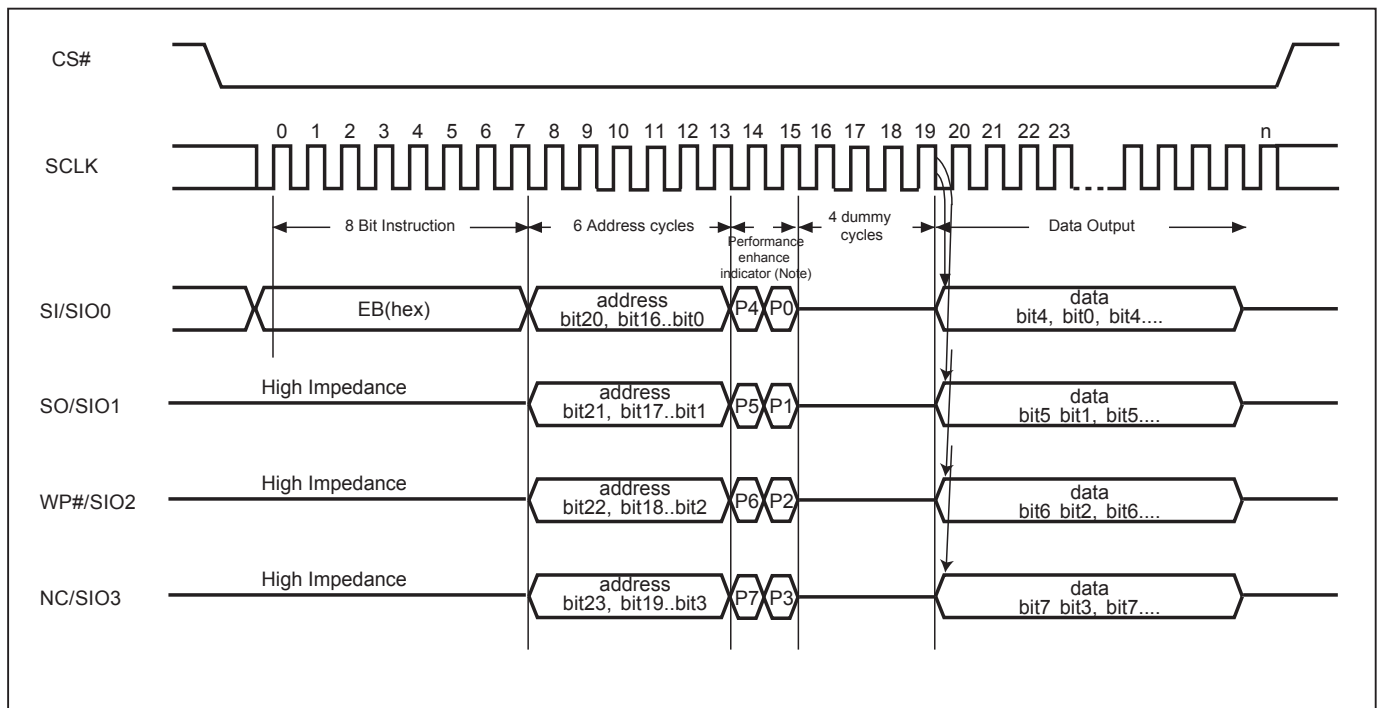 CS#
SCLK
0 1 2 3 4 5 6 7 8 9 10 11 12 13 14 15 16 17 18 19 20 21 22 23 n
8 Bit Instruction
6 Address cycles
Performance
enhance
indicator (Note)
4 dummy
cycles
Data Output
SI/SIO0
EB(hex)
address
bit20, bit16..bit0
P4 P0
data
bit4, bit0, bit4....
SO/SIO1
High Impedance
address
bit21, bit17..bit1
P5 P1
data
bit5 bit1, bit5....
WP#/SIO2
High Impedance
address
bit22, bit18..bit2
P6 P2
data
bit6 bit2, bit6....
NC/SIO3
High Impedance
address
bit23, bit19..bit3
P7 P3
data
bit7 bit3, bit7....